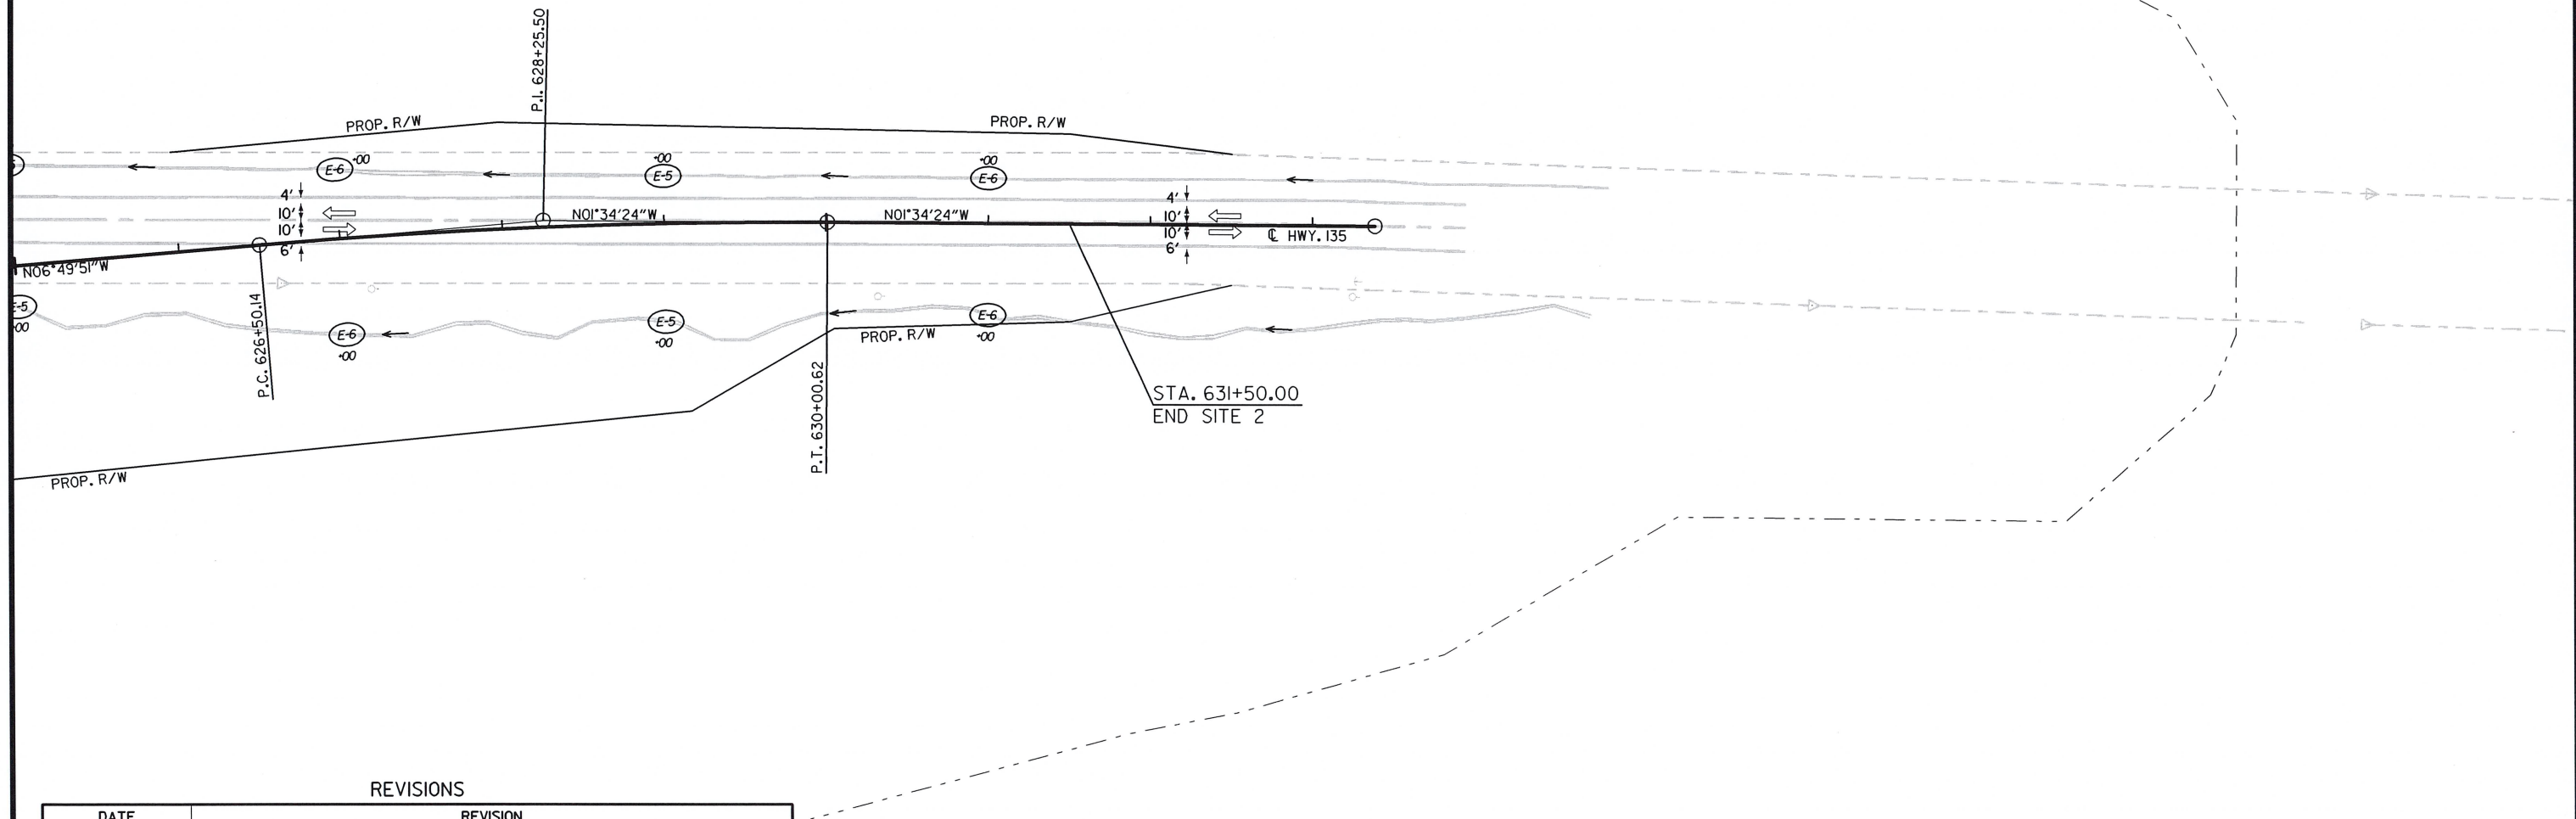 P.I. 628+25.50
PROP. R/W
PROP. R/W
+00
+00
+00
E-6
E-5
E-6
4'
10'
10'
6'
4'
10'
10'
6'
N01°34'24"W
N01°34'24"W
℄ HWY. 135
N06°49'51"W
E-5
+00
P.C. 626+50.14
E-6
+00
E-5
+00
E-6
+00
PROP. R/W
P.T. 630+00.62
STA. 631+50.00
END SITE 2
PROP. R/W
REVISIONS
DATE
REVISION